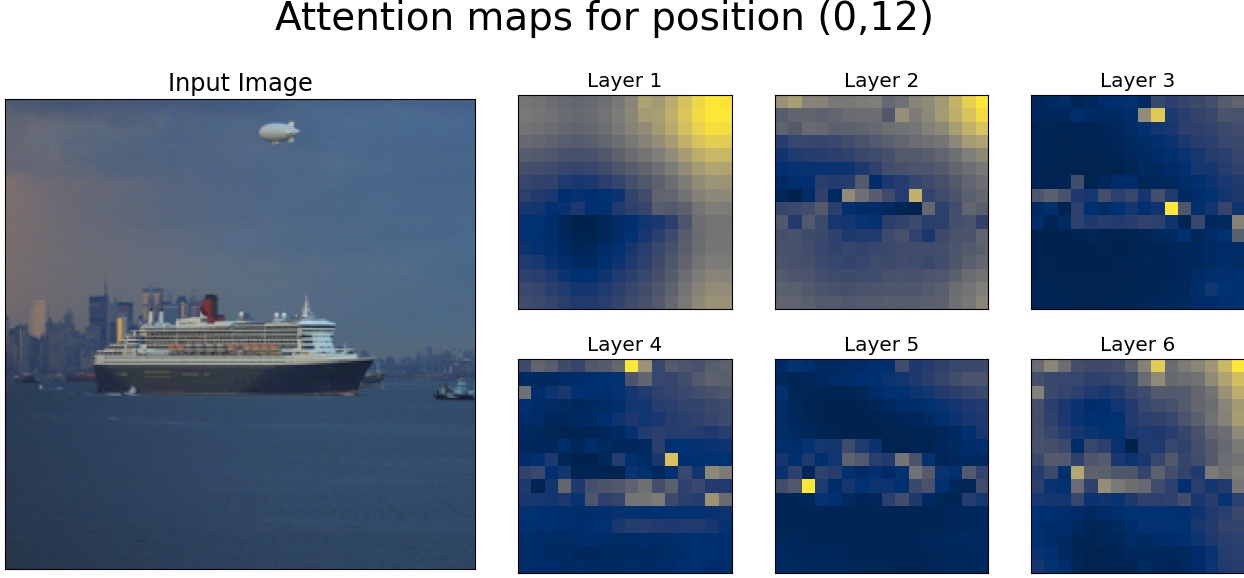 Attention maps for position (0,12)
Input Image
Layer 1
Layer 2
Layer 3
Layer 4
Layer 5
Layer 6